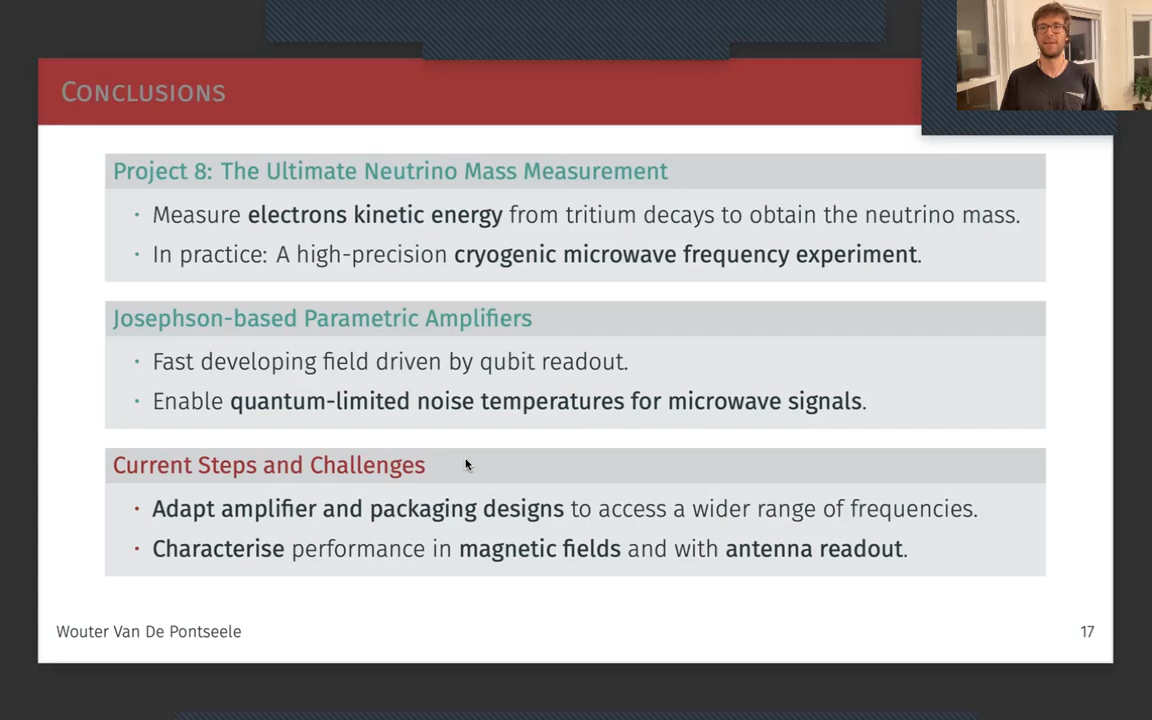 Conclusions
Project 8: The Ultimate Neutrino Mass Measurement
· Measure electrons kinetic energy from tritium decays to obtain the neutrino mass.
· In practice: A high-precision cryogenic microwave frequency experiment.
Josephson-based Parametric Amplifiers
· Fast developing field driven by qubit readout.
· Enable quantum-limited noise temperatures for microwave signals.
Current Steps and Challenges
· Adapt amplifier and packaging designs to access a wider range of frequencies.
· Characterise performance in magnetic fields and with antenna readout.
Wouter Van De Pontseele
17